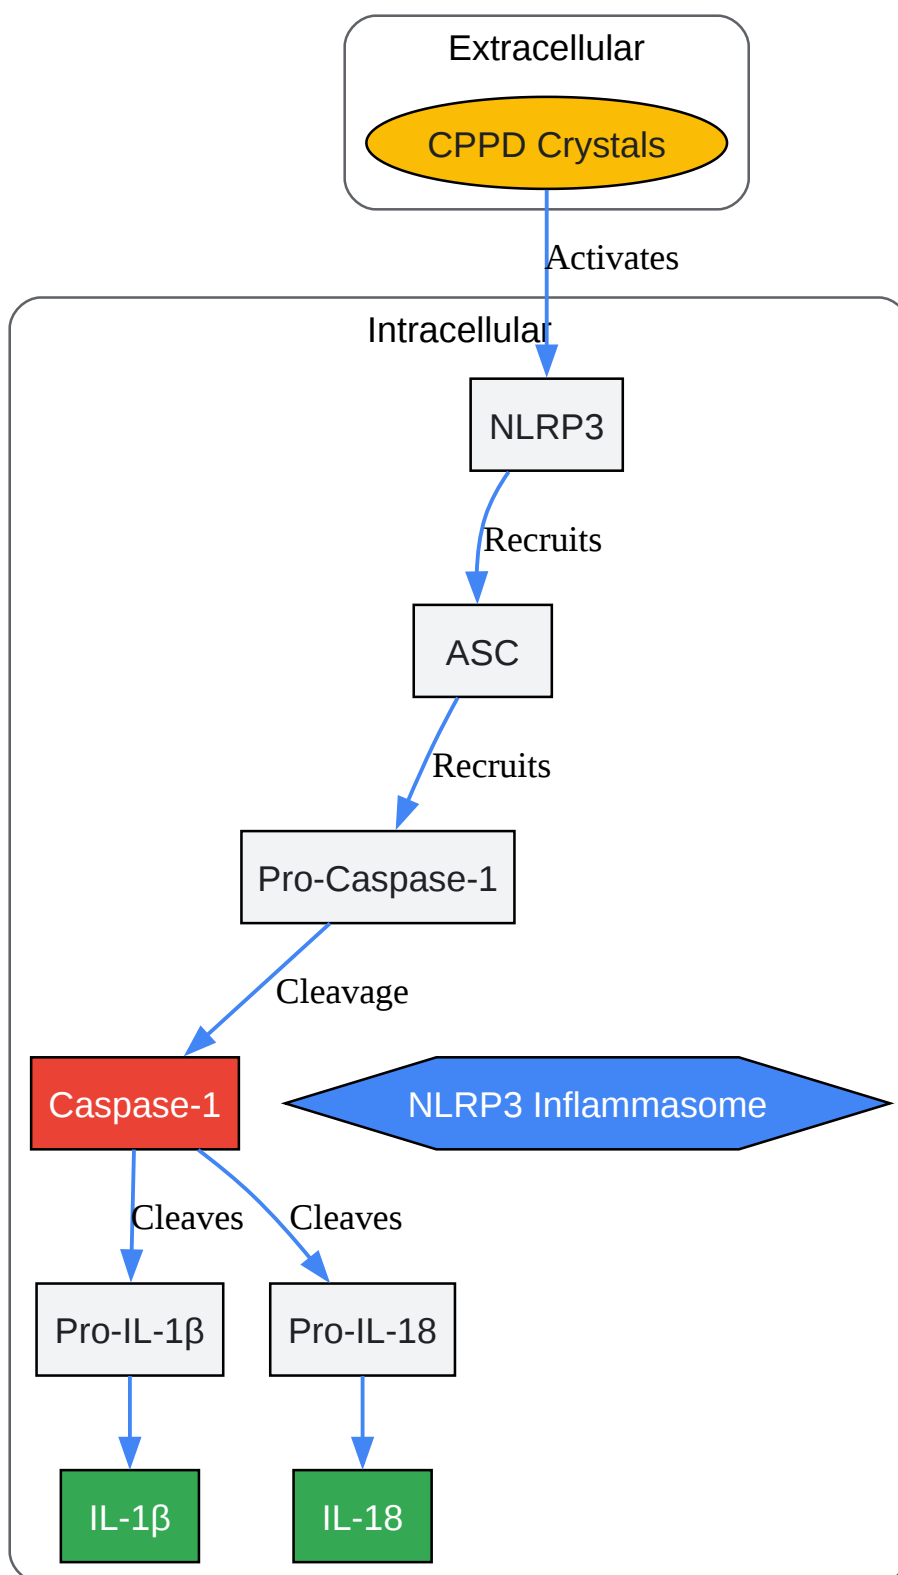 Extracellular
CPPD Crystals
Activates
Intracellular
NLRP3
Recruits
ASC
Recruits
Pro-Caspase-1
Cleavage
Caspase-1
NLRP3 Inflammasome
Cleaves
Cleaves
Pro-IL-1β
Pro-IL-18
IL-1β
IL-18